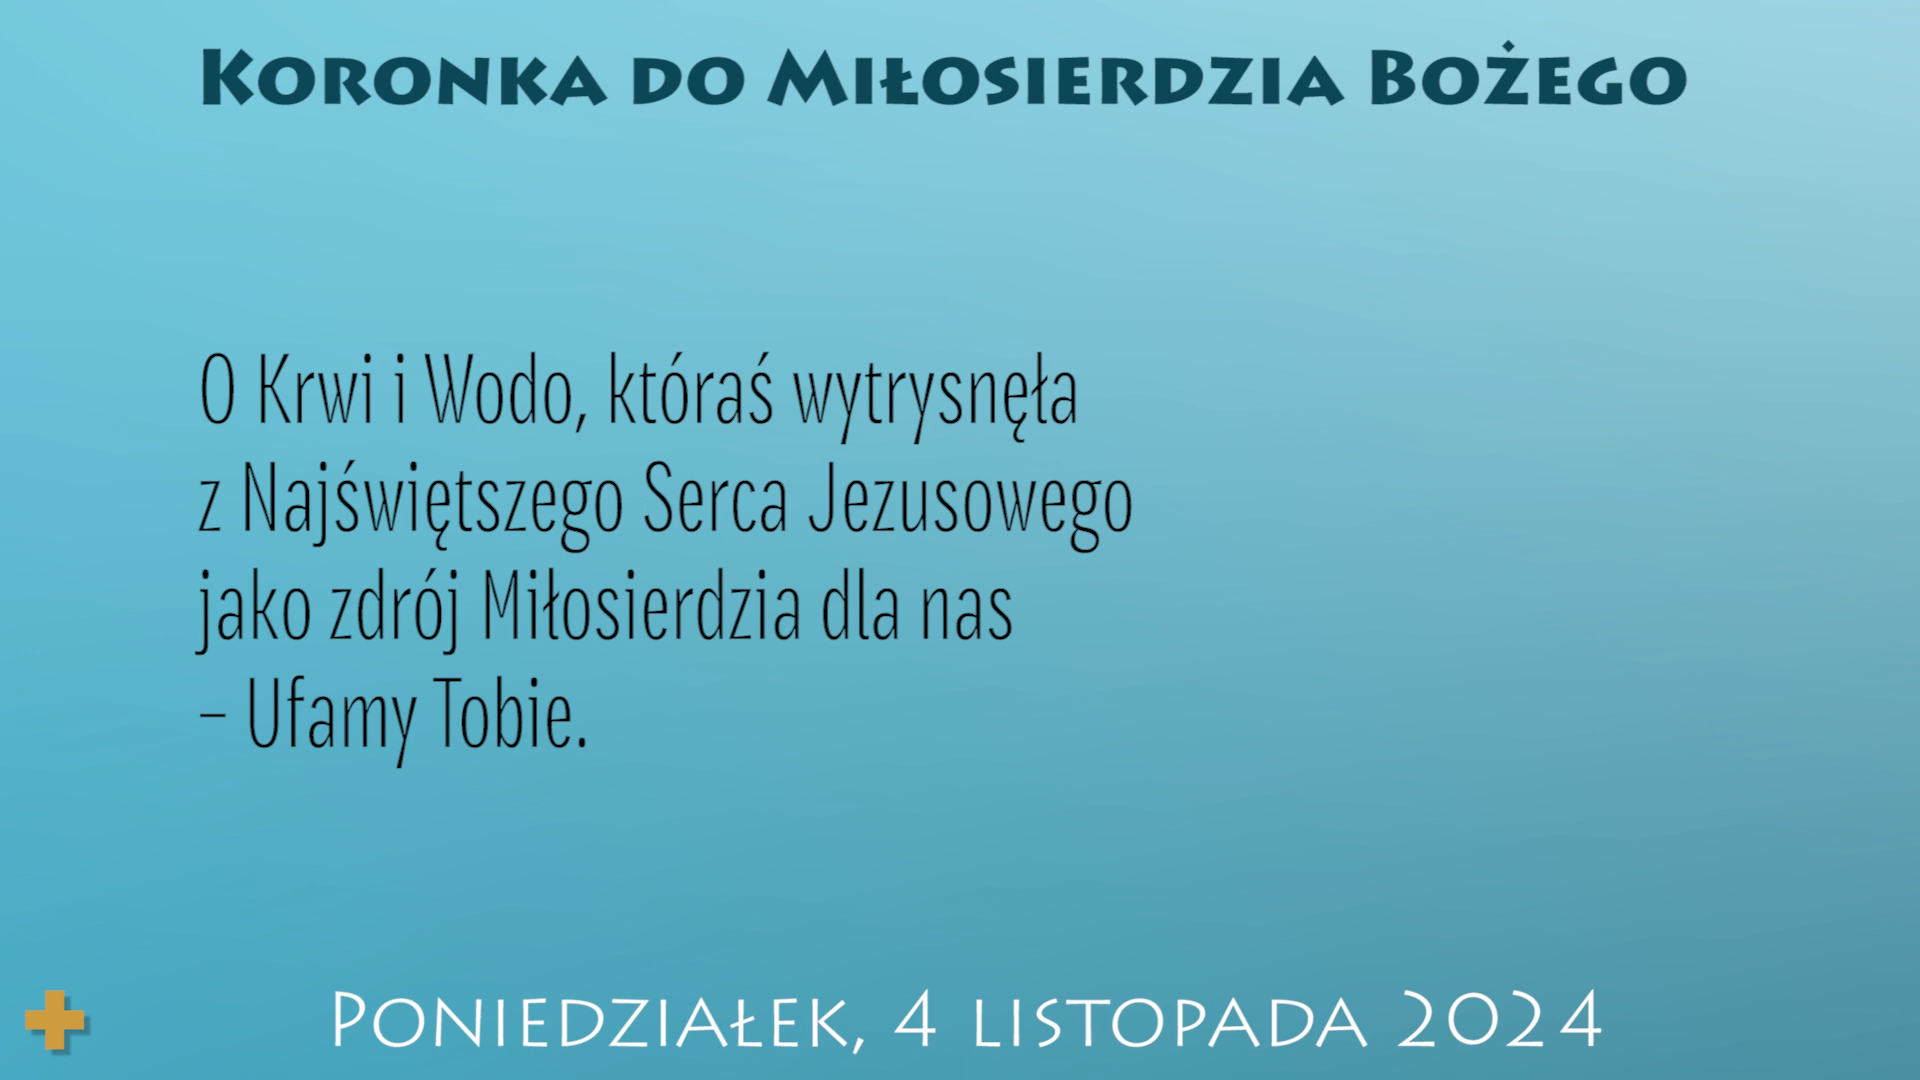 Koronka do Miłosierdzia Bożego
O Krwi i Wodo, któraś wytrysnęła
z Najświętszego Serca Jezusowego
jako zdrój Miłosierdzia dla nas
– Ufamy Tobie.
Poniedziałek, 4 listopada 2024